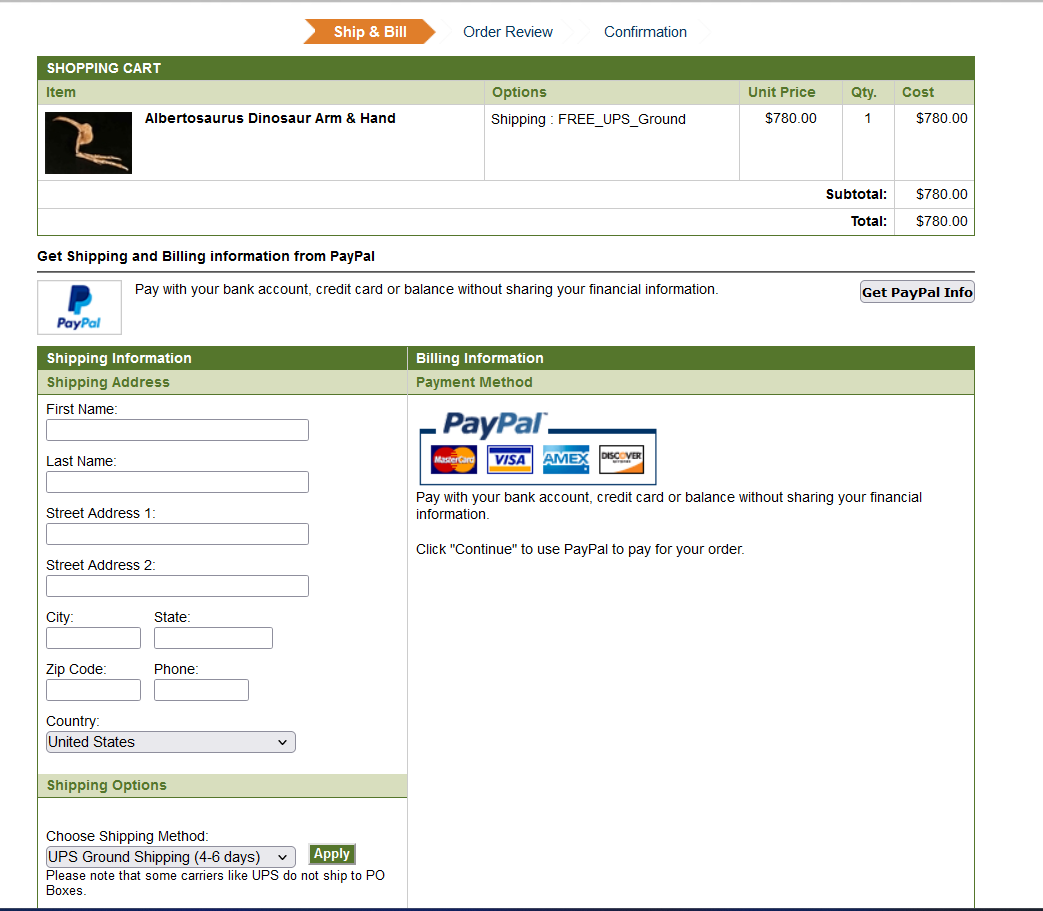 Ship & Bill Order Review Confirmation
SHOPPING CART
Item Options Unit Price Qty. Cost
Albertosaurus Dinosaur Arm & Hand Shipping : FREE_UPS_Ground $780.00 1 $780.00
Subtotal: $780.00
Total: $780.00
Get Shipping and Billing information from PayPal
Pay with your bank account, credit card or balance without sharing your financial information. Get PayPal Info
PayPal
Shipping Information Billing Information
Shipping Address Payment Method
First Name:
Last Name:
Street Address 1:
Street Address 2:
City: State:
Zip Code: Phone:
Country:
United States
PayPal
MasterCard VISA AMEX DISCOVER
Pay with your bank account, credit card or balance without sharing your financial
information.
Click "Continue" to use PayPal to pay for your order.
Shipping Options
Choose Shipping Method:
UPS Ground Shipping (4-6 days) Apply
Please note that some carriers like UPS do not ship to PO
Boxes.